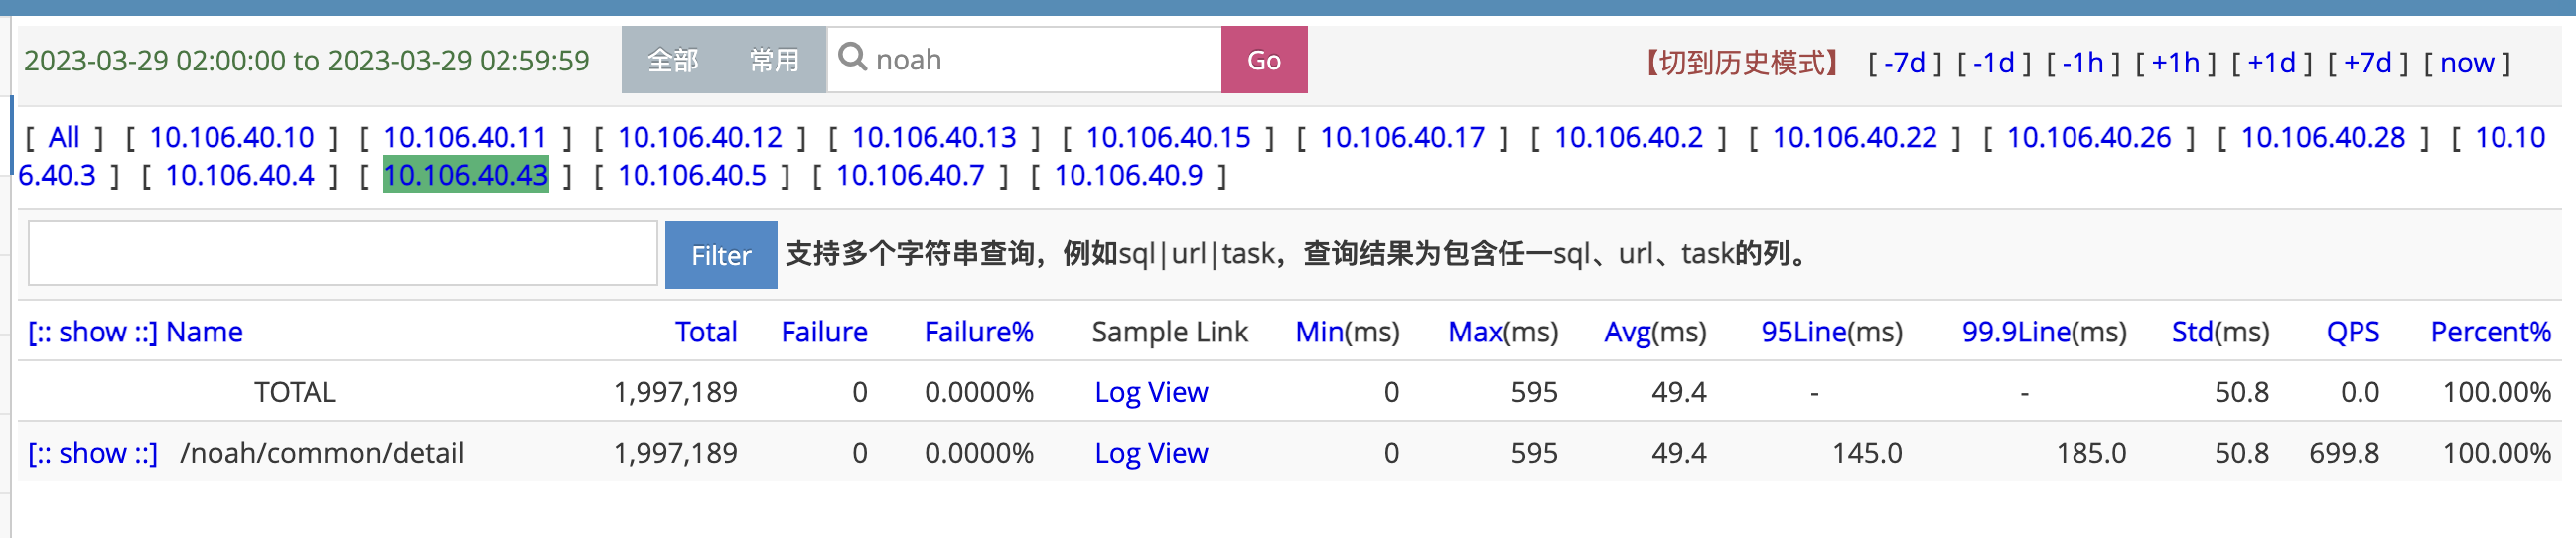 2023-03-29 02:00:00 to 2023-03-29 02:59:59 全部 常用 noah Go 【切到历史模式】 [ -7d ] [ -1d ] [ -1h ] [ +1h ] [ +1d ] [ +7d ] [ now ]
[ All ] [ 10.106.40.10 ] [ 10.106.40.11 ] [ 10.106.40.12 ] [ 10.106.40.13 ] [ 10.106.40.15 ] [ 10.106.40.17 ] [ 10.106.40.2 ] [ 10.106.40.22 ] [ 10.106.40.26 ] [ 10.106.40.28 ] [ 10.10
6.40.3 ] [ 10.106.40.4 ] [ 10.106.40.43 ] [ 10.106.40.5 ] [ 10.106.40.7 ] [ 10.106.40.9 ]
Filter 支持多个字符串查询，例如sql|url|task，查询结果为包含任一sql、url、task的列。
[:: show ::] Name Total Failure Failure% Sample Link Min(ms) Max(ms) Avg(ms) 95Line(ms) 99.9Line(ms) Std(ms) QPS Percent%
TOTAL 1,997,189 0 0.0000% Log View 0 595 49.4 - - 50.8 0.0 100.00%
[:: show ::] /noah/common/detail 1,997,189 0 0.0000% Log View 0 595 49.4 145.0 185.0 50.8 699.8 100.00%